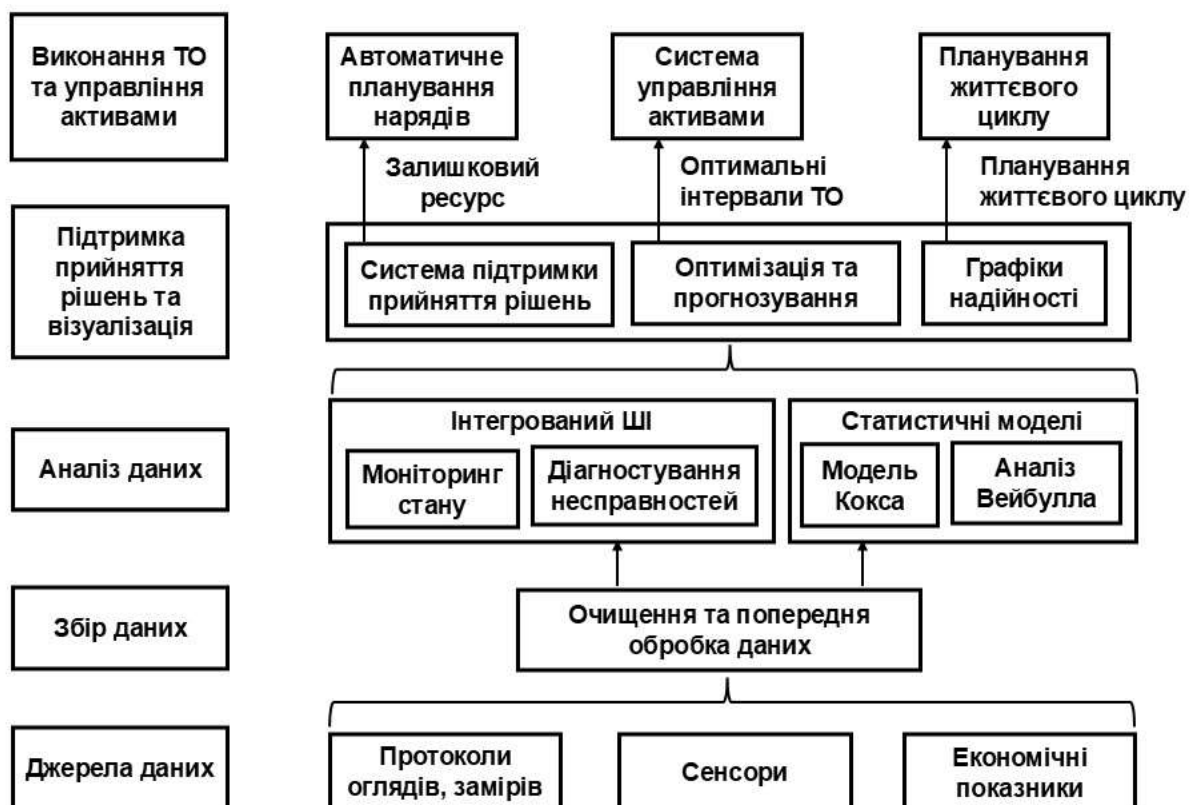 Виконання ТО
та управління
активами
Автоматичне
планування
нарядів
Система
управління
активами
Планування
життєвого
циклу
Залишковий
ресурс
Оптимальні
інтервали ТО
Планування
життєвого циклу
Підтримка
прийняття
рішень та
візуалізація
Система підтримки
прийняття рішень
Оптимізація та
прогнозування
Графіки
надійності
Аналіз даних
Інтегрований ШІ
Моніторинг
стану
Діагностування
несправностей
Статистичні моделі
Модель
Кокса
Аналіз
Вейбулла
Збір даних
Очищення та попередня
обробка даних
Джерела даних
Протоколи
оглядів, замірів
Сенсори
Економічні
показники